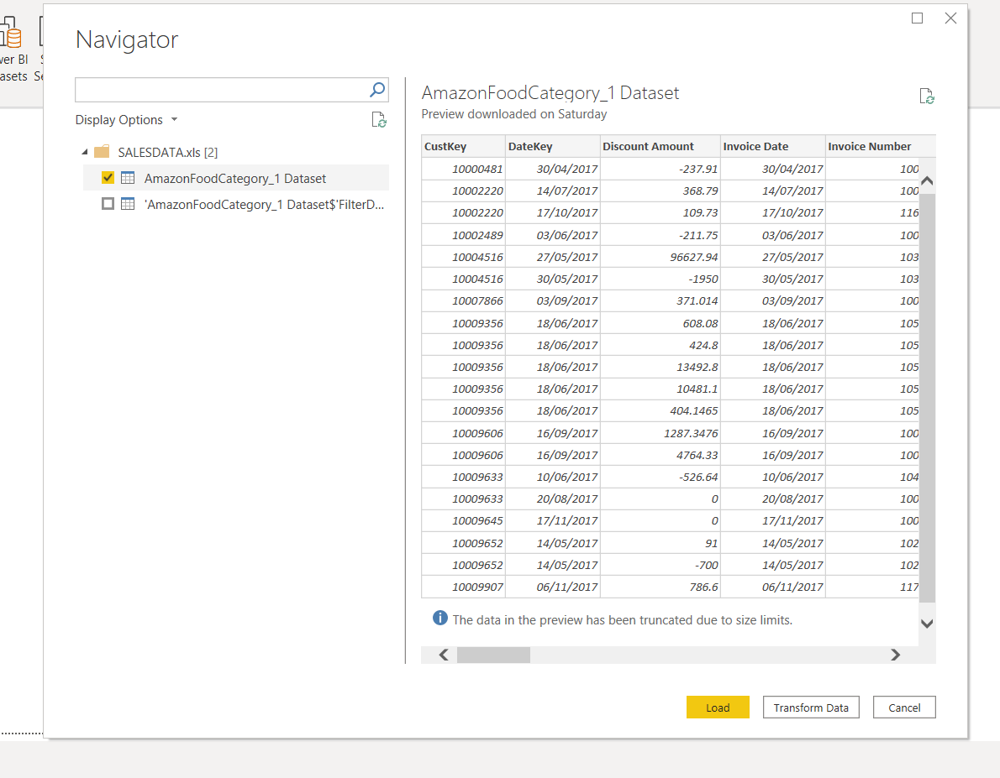 Navigator
wer BI
asets
Display Options
SALESDATA.xls [2]
AmazonFoodCategory_1 Dataset
'AmazonFoodCategory_1 Dataset$'FilterD...
AmazonFoodCategory_1 Dataset
Preview downloaded on Saturday
CustKey DateKey Discount Amount Invoice Date Invoice Number
10000481 30/04/2017 -237.91 30/04/2017 100
10002220 14/07/2017 368.79 14/07/2017 100
10002220 17/10/2017 109.73 17/10/2017 116
10002489 03/06/2017 -211.75 03/06/2017 100
10004516 27/05/2017 96627.94 27/05/2017 103
10004516 30/05/2017 -1950 30/05/2017 103
10007866 03/09/2017 371.014 03/09/2017 100
10009356 18/06/2017 608.08 18/06/2017 105
10009356 18/06/2017 424.8 18/06/2017 105
10009356 18/06/2017 13492.8 18/06/2017 105
10009356 18/06/2017 10481.1 18/06/2017 105
10009356 18/06/2017 404.1465 18/06/2017 105
10009606 16/09/2017 1287.3476 16/09/2017 100
10009606 16/09/2017 4764.33 16/09/2017 100
10009633 10/06/2017 -526.64 10/06/2017 104
10009633 20/08/2017 0 20/08/2017 100
10009645 17/11/2017 0 17/11/2017 100
10009652 14/05/2017 91 14/05/2017 102
10009652 14/05/2017 -700 14/05/2017 102
10009907 06/11/2017 786.6 06/11/2017 117
The data in the preview has been truncated due to size limits.
Load
Transform Data
Cancel